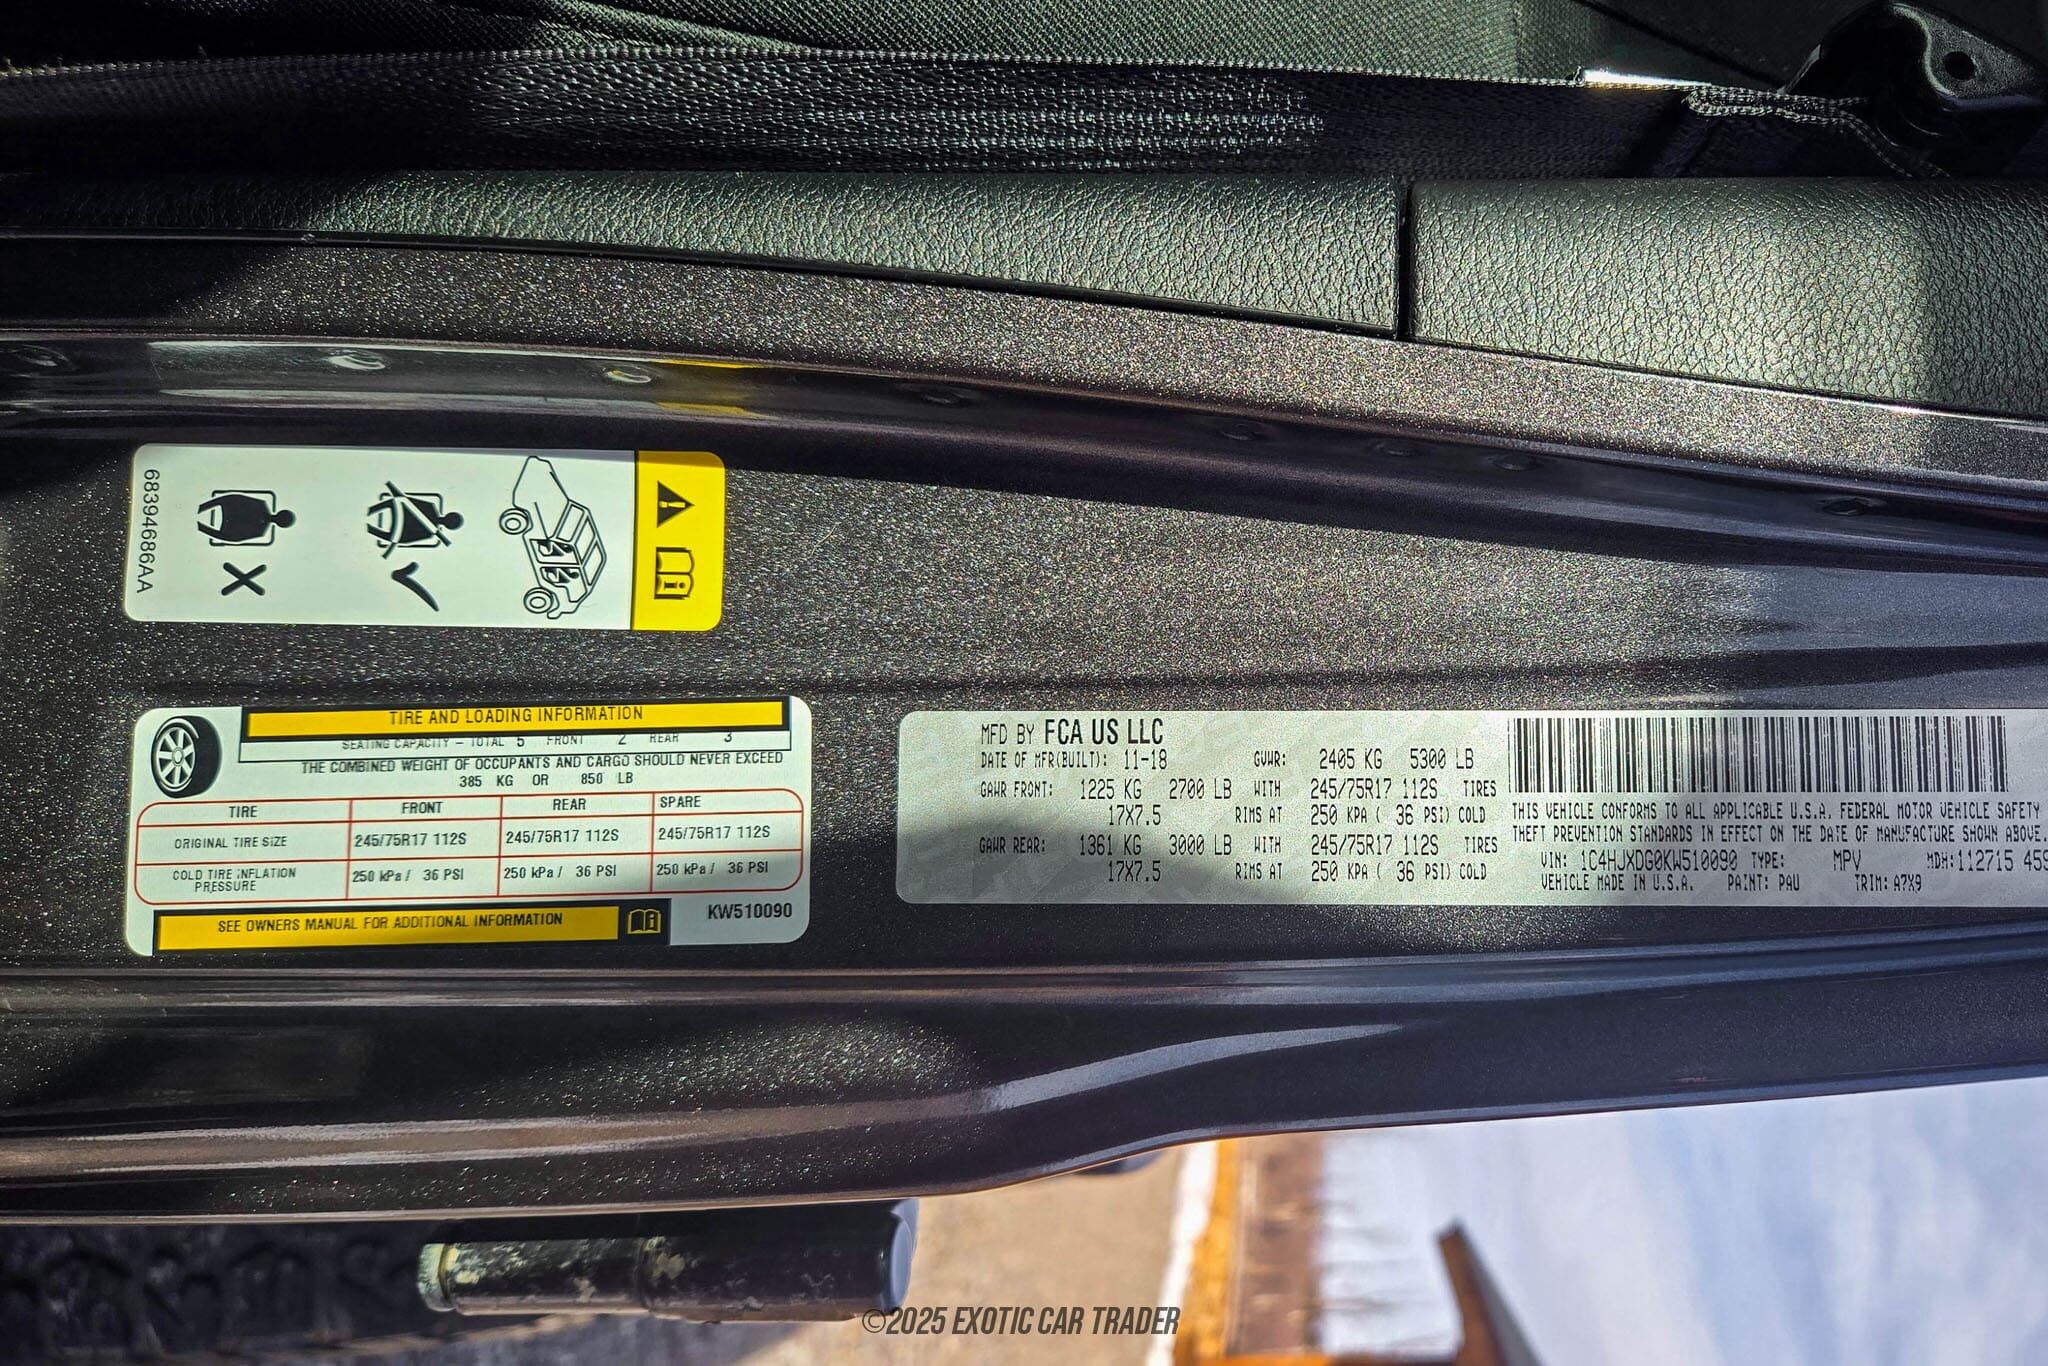 68394686AA
TIRE AND LOADING INFORMATION
SEATING CAPACITY - TOTAL 5 FRONT 2 REAR 3
THE COMBINED WEIGHT OF OCCUPANTS AND CARGO SHOULD NEVER EXCEED
385 KG OR 850 LB
TIRE FRONT REAR SPARE
ORIGINAL TIRE SIZE 245/75R17 112S 245/75R17 112S 245/75R17 112S
COLD TIRE INFLATION
PRESSURE 250 kPa / 36 PSI 250 kPa / 36 PSI 250 kPa / 36 PSI
SEE OWNERS MANUAL FOR ADDITIONAL INFORMATION
KW510090
MFD BY FCA US LLC
DATE OF MFR(BUILT): 11-18 GVWR: 2405 KG 5300 LB
GAWR FRONT: 1225 KG 2700 LB WITH 245/75R17 112S TIRES
17X7.5 RIMS AT 250 KPA ( 36 PSI) COLD
GAWR REAR: 1361 KG 3000 LB WITH 245/75R17 112S TIRES
17X7.5 RIMS AT 250 KPA ( 36 PSI) COLD
THIS VEHICLE CONFORMS TO ALL APPLICABLE U.S.A. FEDERAL MOTOR VEHICLE SAFETY
THEFT PREVENTION STANDARDS IN EFFECT ON THE DATE OF MANUFACTURE SHOWN ABOVE.
VIN: 1C4HJXDG0KW510090 TYPE: MPV MDH: 112715 459
VEHICLE MADE IN U.S.A. PAINT: PAU TRIM: A7X9
©2025 EXOTIC CAR TRADER